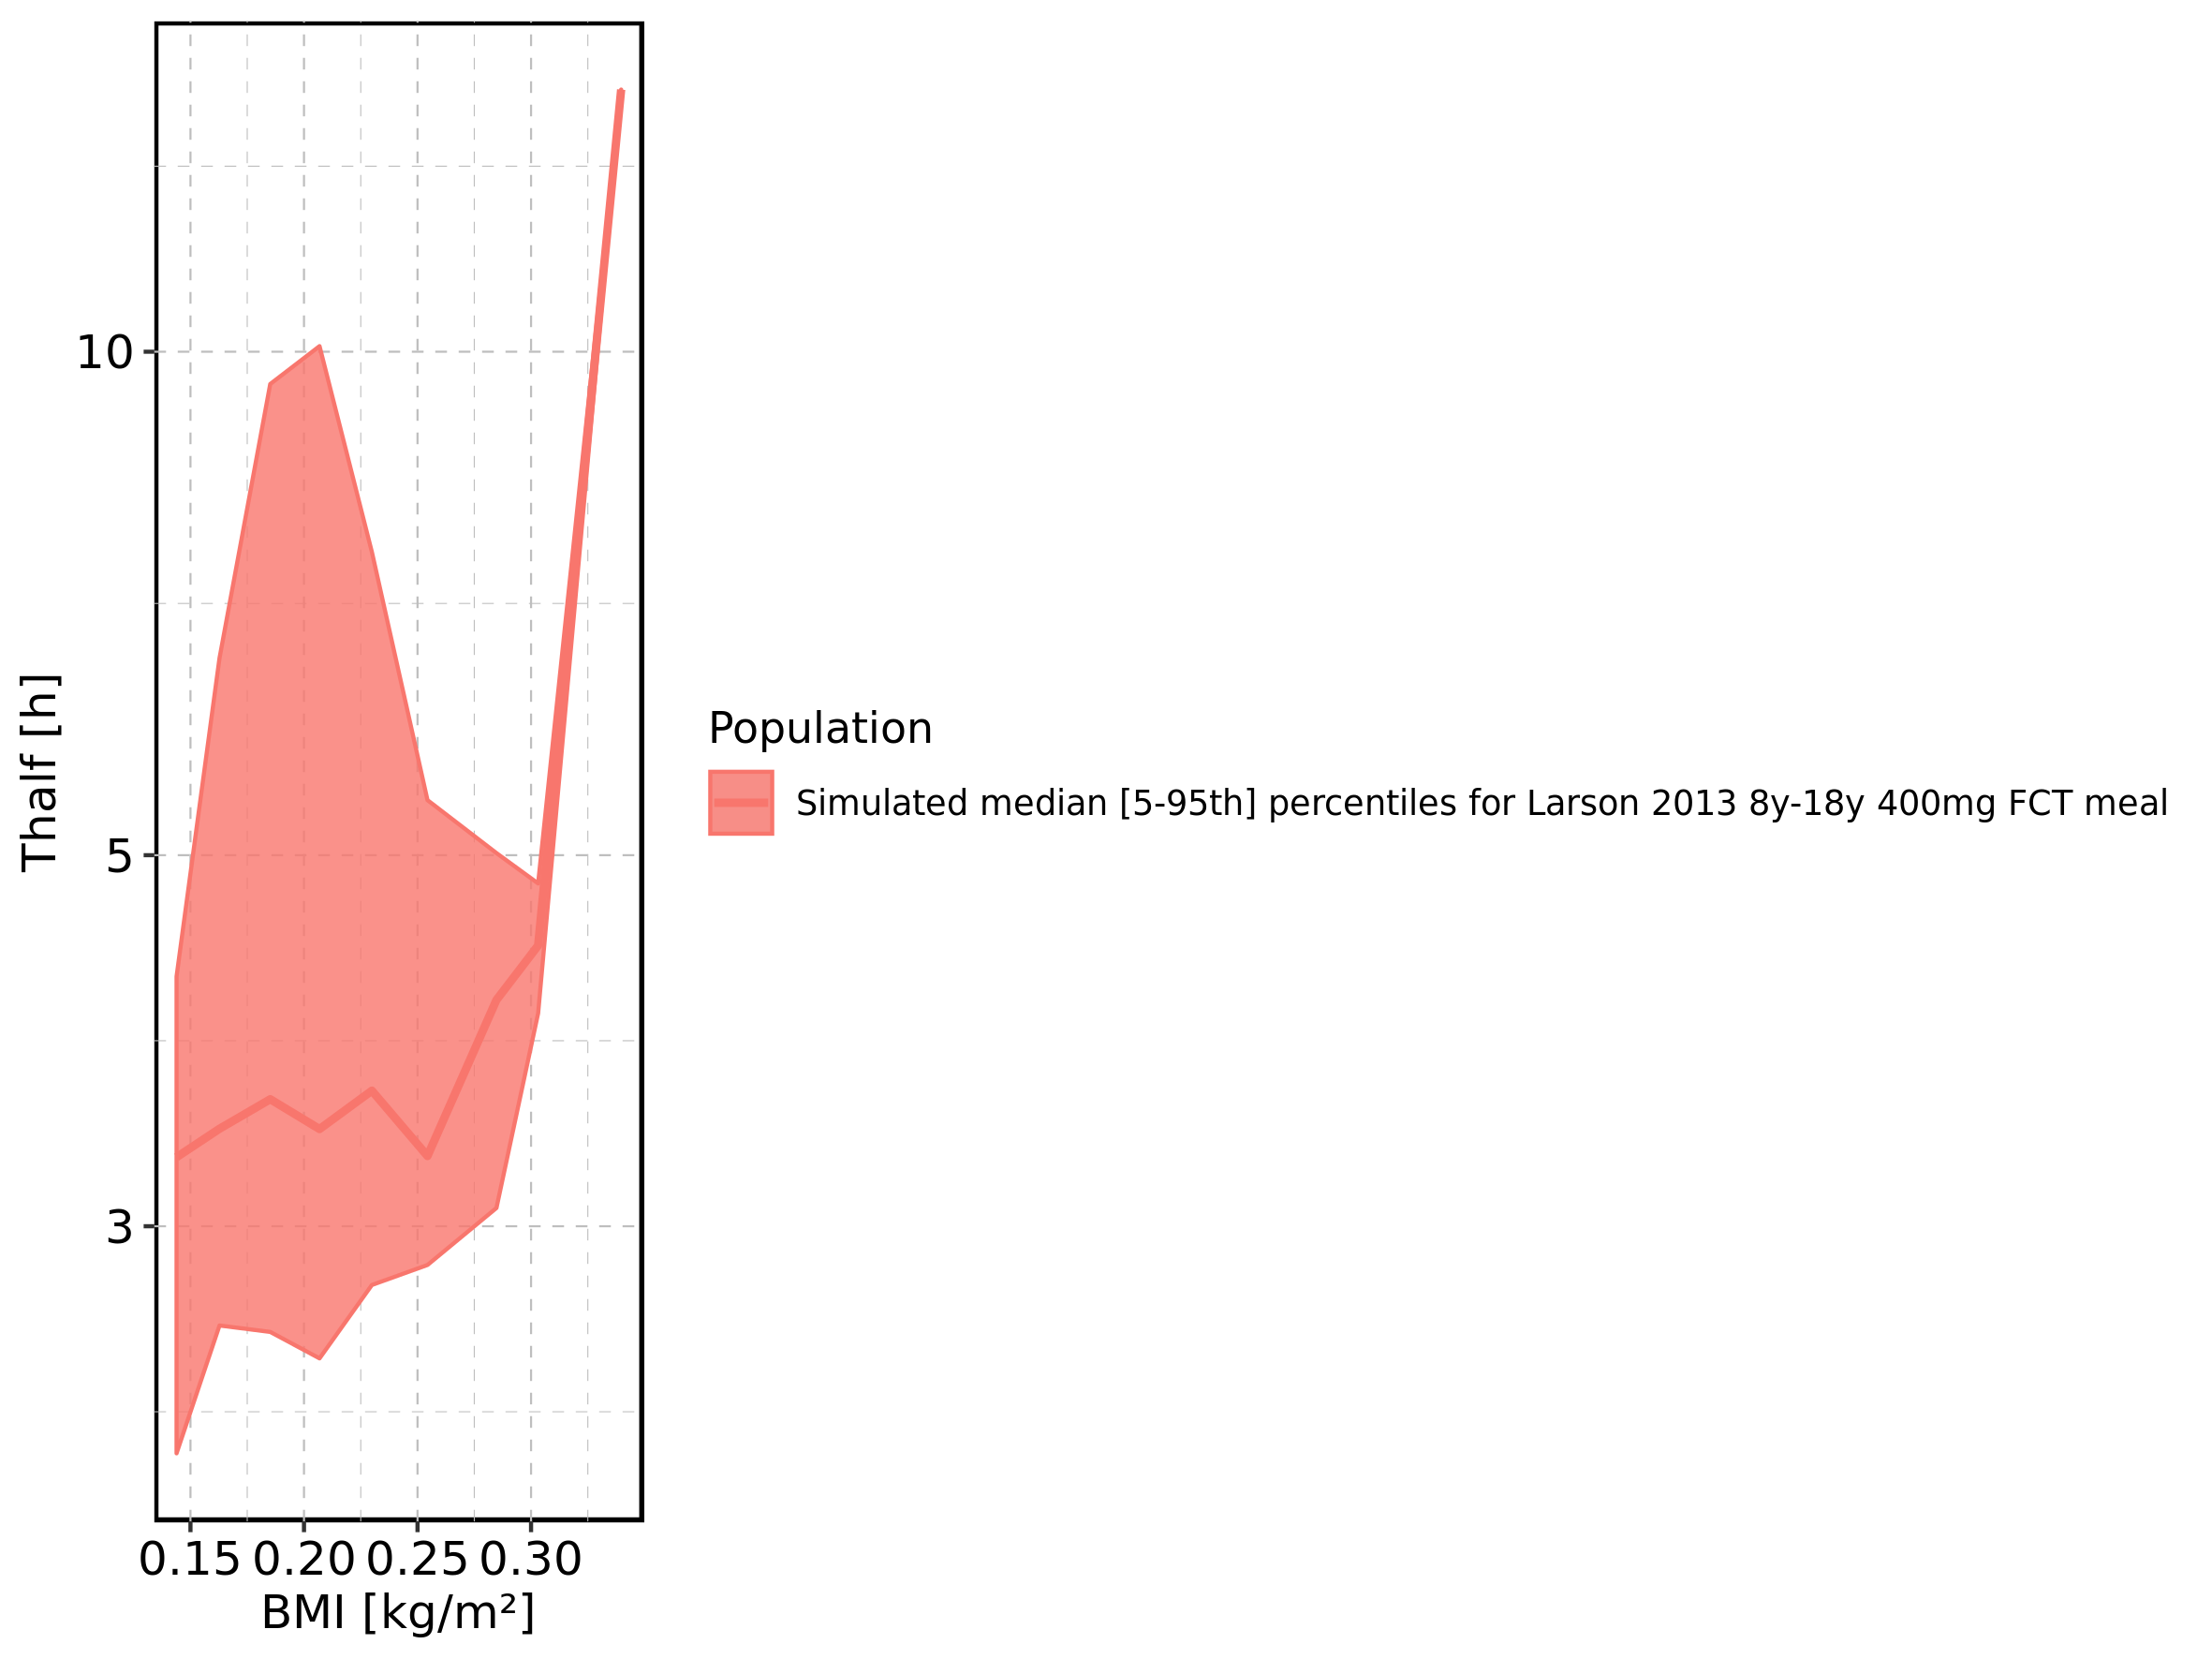 10
5
3
Thalf [h]
0.15 0.20 0.25 0.30
BMI [kg/m²]
Population
Simulated median [5-95th] percentiles for Larson 2013 8y-18y 400mg FCT meal